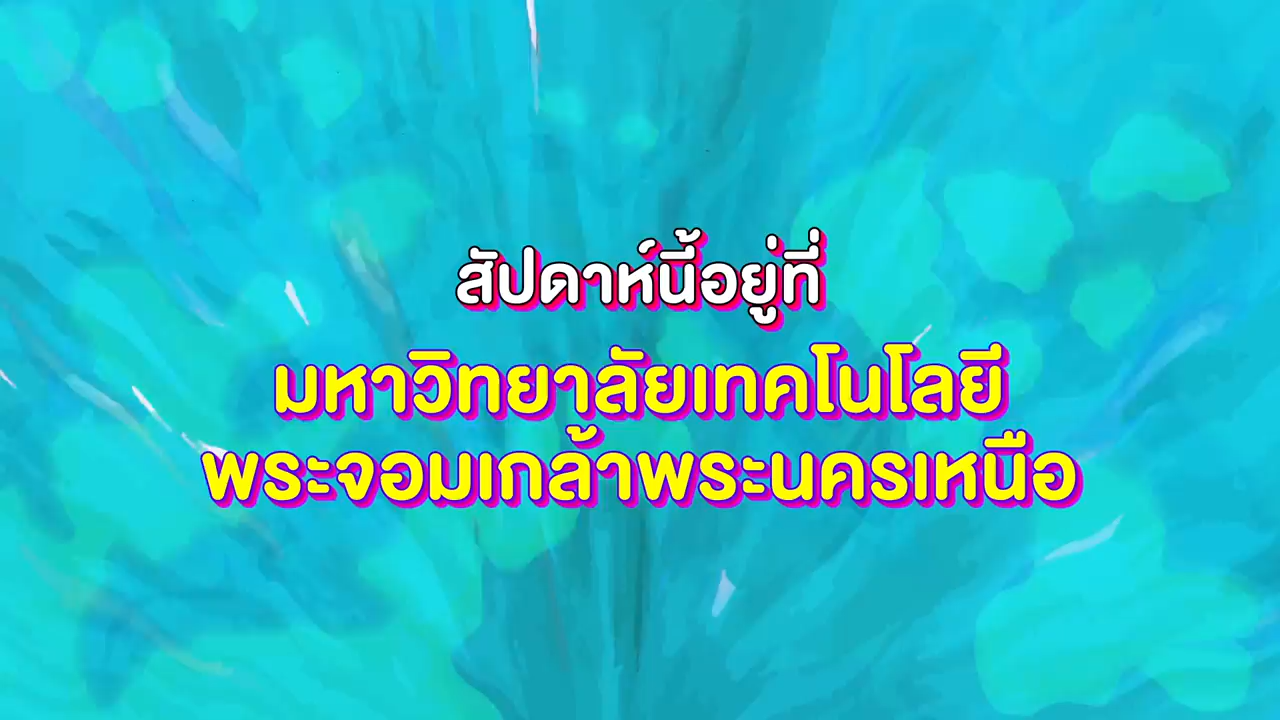 สัปดาห์นี้อยู่ที่
มหาวิทยาลัยเทคโนโลยี
พระจอมเกล้าพระนครเหนือ